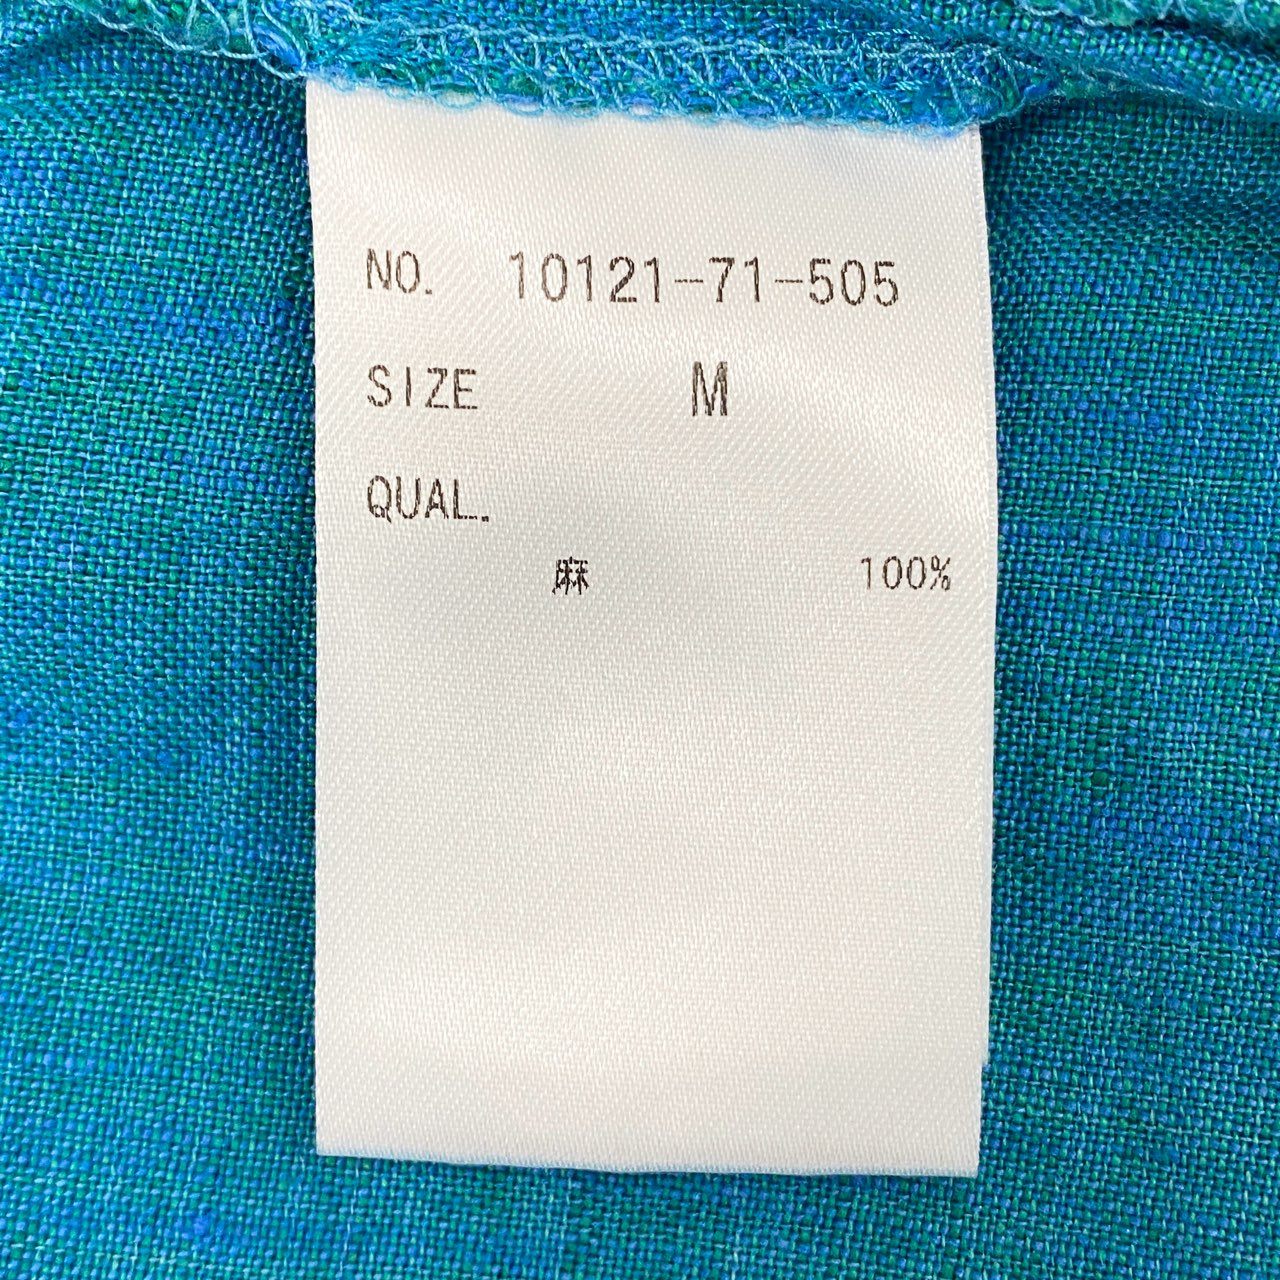 NO. 10121-71-505
SIZE M
QUAL.
麻 100%